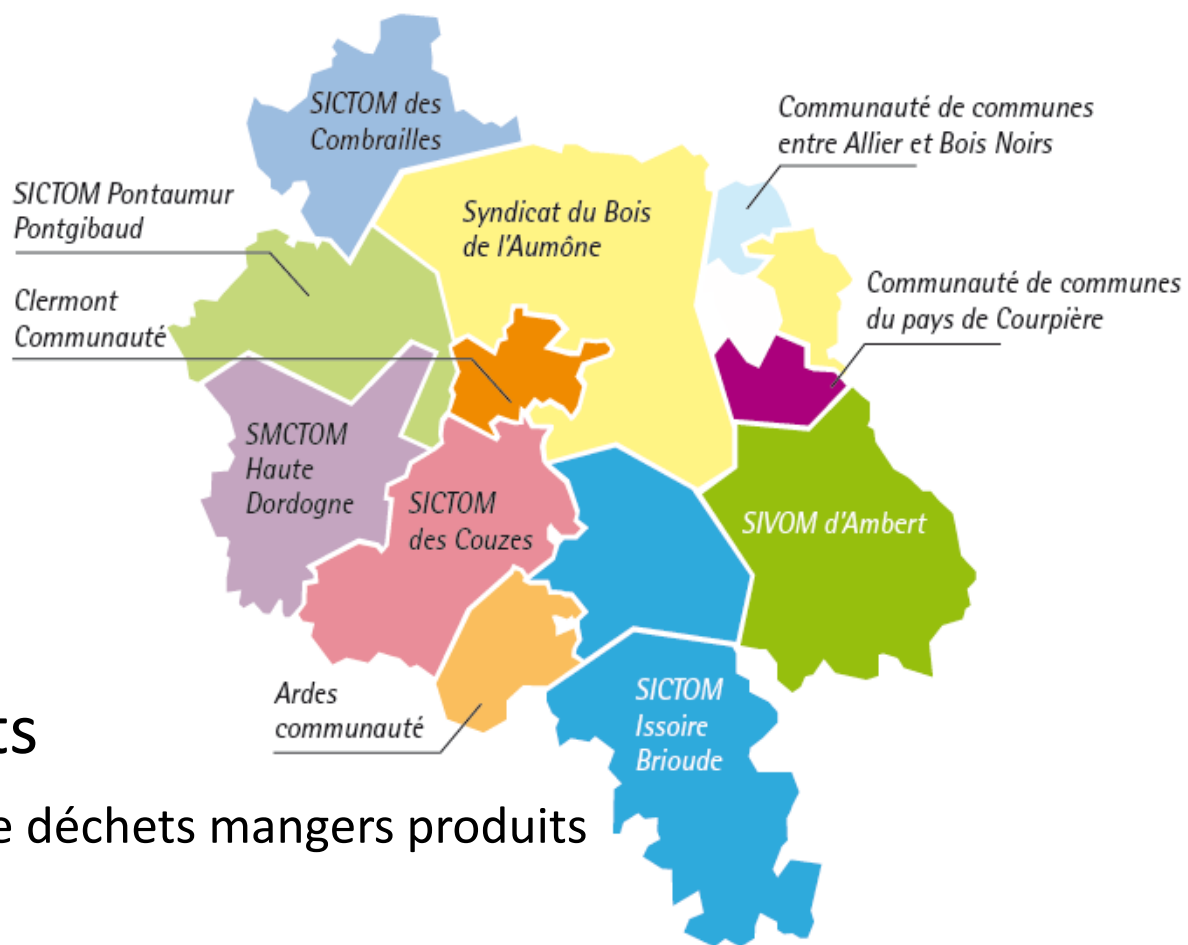 SICTOM des
Combrailles
Communauté de communes
entre Allier et Bois Noirs
SICTOM Pontaumur
Pontgibaud
Syndicat du Bois
de l'Aumône
Clermont
Communauté
Communauté de communes
du pays de Courpière
SMCTOM
Haute
Dordogne
SICTOM
des Couzes
SIVOM d'Ambert
Ardes
communauté
SICTOM
Issoire
Brioude
ts
e déchets mangers produits